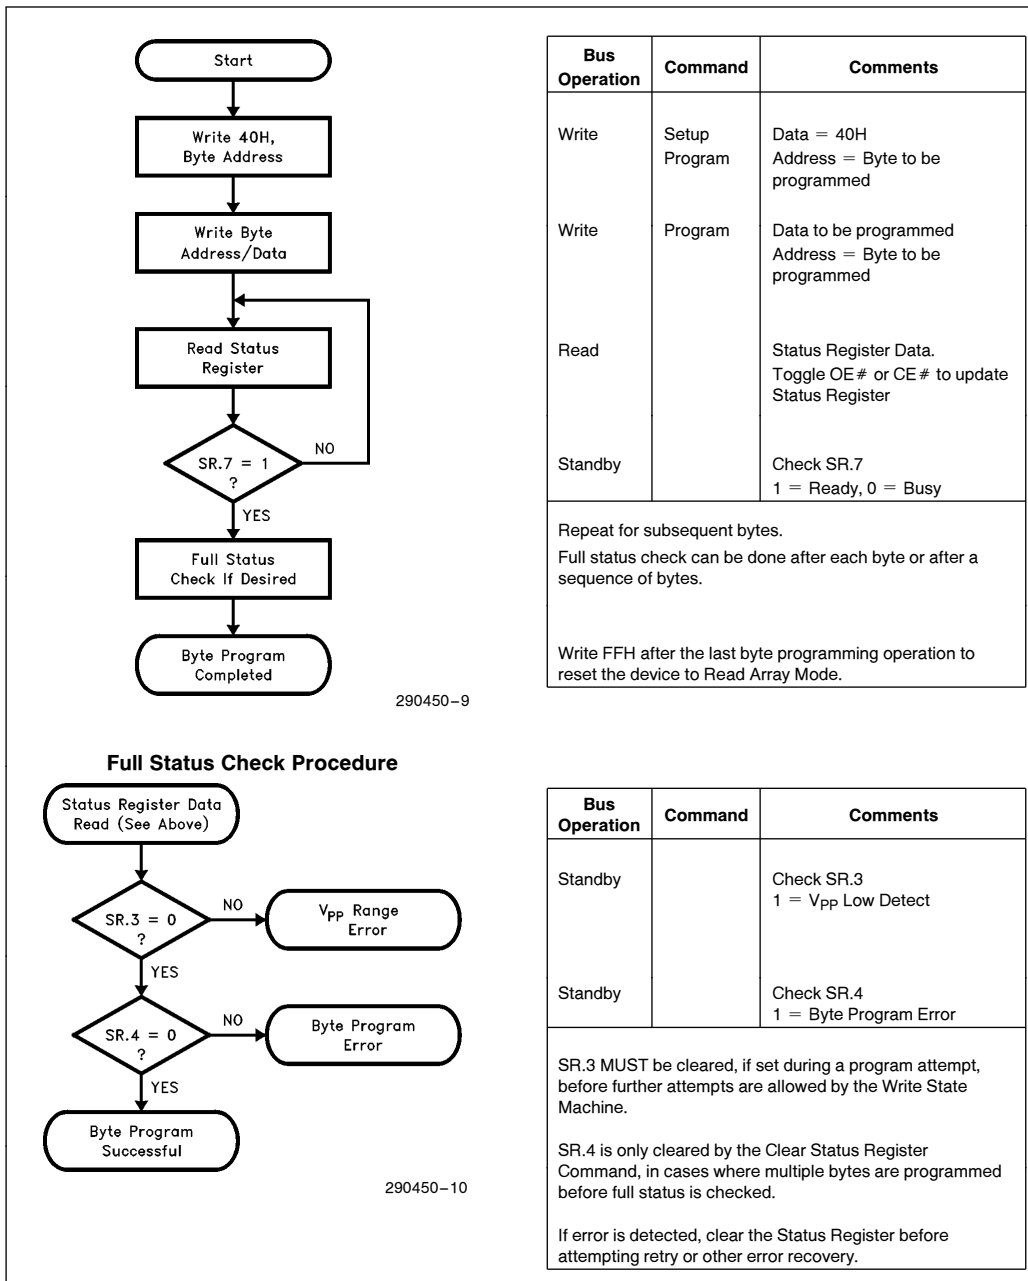 Start
Write 40H,
Byte Address
Write Byte
Address/Data
Read Status
Register
SR.7 = 1
?
NO
YES
Full Status
Check If Desired
Byte Program
Completed
290450–9
Bus
Operation
Command
Comments
Write
Setup
Program
Data = 40H
Address = Byte to be
programmed
Write
Program
Data to be programmed
Address = Byte to be
programmed
Read
Status Register Data.
Toggle OE# or CE# to update
Status Register
Standby
Check SR.7
1 = Ready, 0 = Busy
Repeat for subsequent bytes.
Full status check can be done after each byte or after a
sequence of bytes.
Write FFH after the last byte programming operation to
reset the device to Read Array Mode.
Full Status Check Procedure
Status Register Data
Read (See Above)
SR.3 = 0
?
NO
VPP Range
Error
YES
SR.4 = 0
?
NO
Byte Program
Error
YES
Byte Program
Successful
290450–10
Bus
Operation
Command
Comments
Standby
Check SR.3
1 = VPP Low Detect
Standby
Check SR.4
1 = Byte Program Error
SR.3 MUST be cleared, if set during a program attempt,
before further attempts are allowed by the Write State
Machine.
SR.4 is only cleared by the Clear Status Register
Command, in cases where multiple bytes are programmed
before full status is checked.
If error is detected, clear the Status Register before
attempting retry or other error recovery.